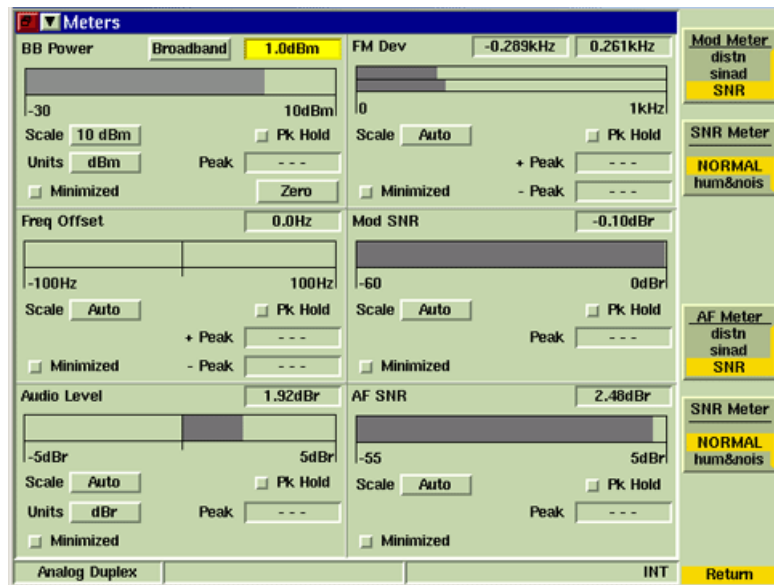 Meters
BB Power Broadband 1.0dBm
-30 10dBm
Scale 10 dBm Pk Hold
Units dBm Peak - - -
Minimized Zero
FM Dev -0.289kHz 0.261kHz
0 1kHz
Scale Auto Pk Hold
+ Peak - - -
Minimized - Peak - - -
Freq Offset 0.0Hz
-100Hz 100Hz
Scale Auto Pk Hold
+ Peak - - -
Minimized - Peak - - -
Mod SNR -0.10dBr
-60 0dBr
Scale Auto Pk Hold
Peak - - -
Minimized
Audio Level 1.92dBr
-5dBr 5dBr
Scale Auto Pk Hold
Units dBr Peak - - -
Minimized
AF SNR 2.48dBr
-55 5dBr
Scale Auto Pk Hold
Peak - - -
Minimized
Analog Duplex INT
Mod Meter
distn
sinad
SNR
SNR Meter
NORMAL
hum&nois
AF Meter
distn
sinad
SNR
SNR Meter
NORMAL
hum&nois
Return